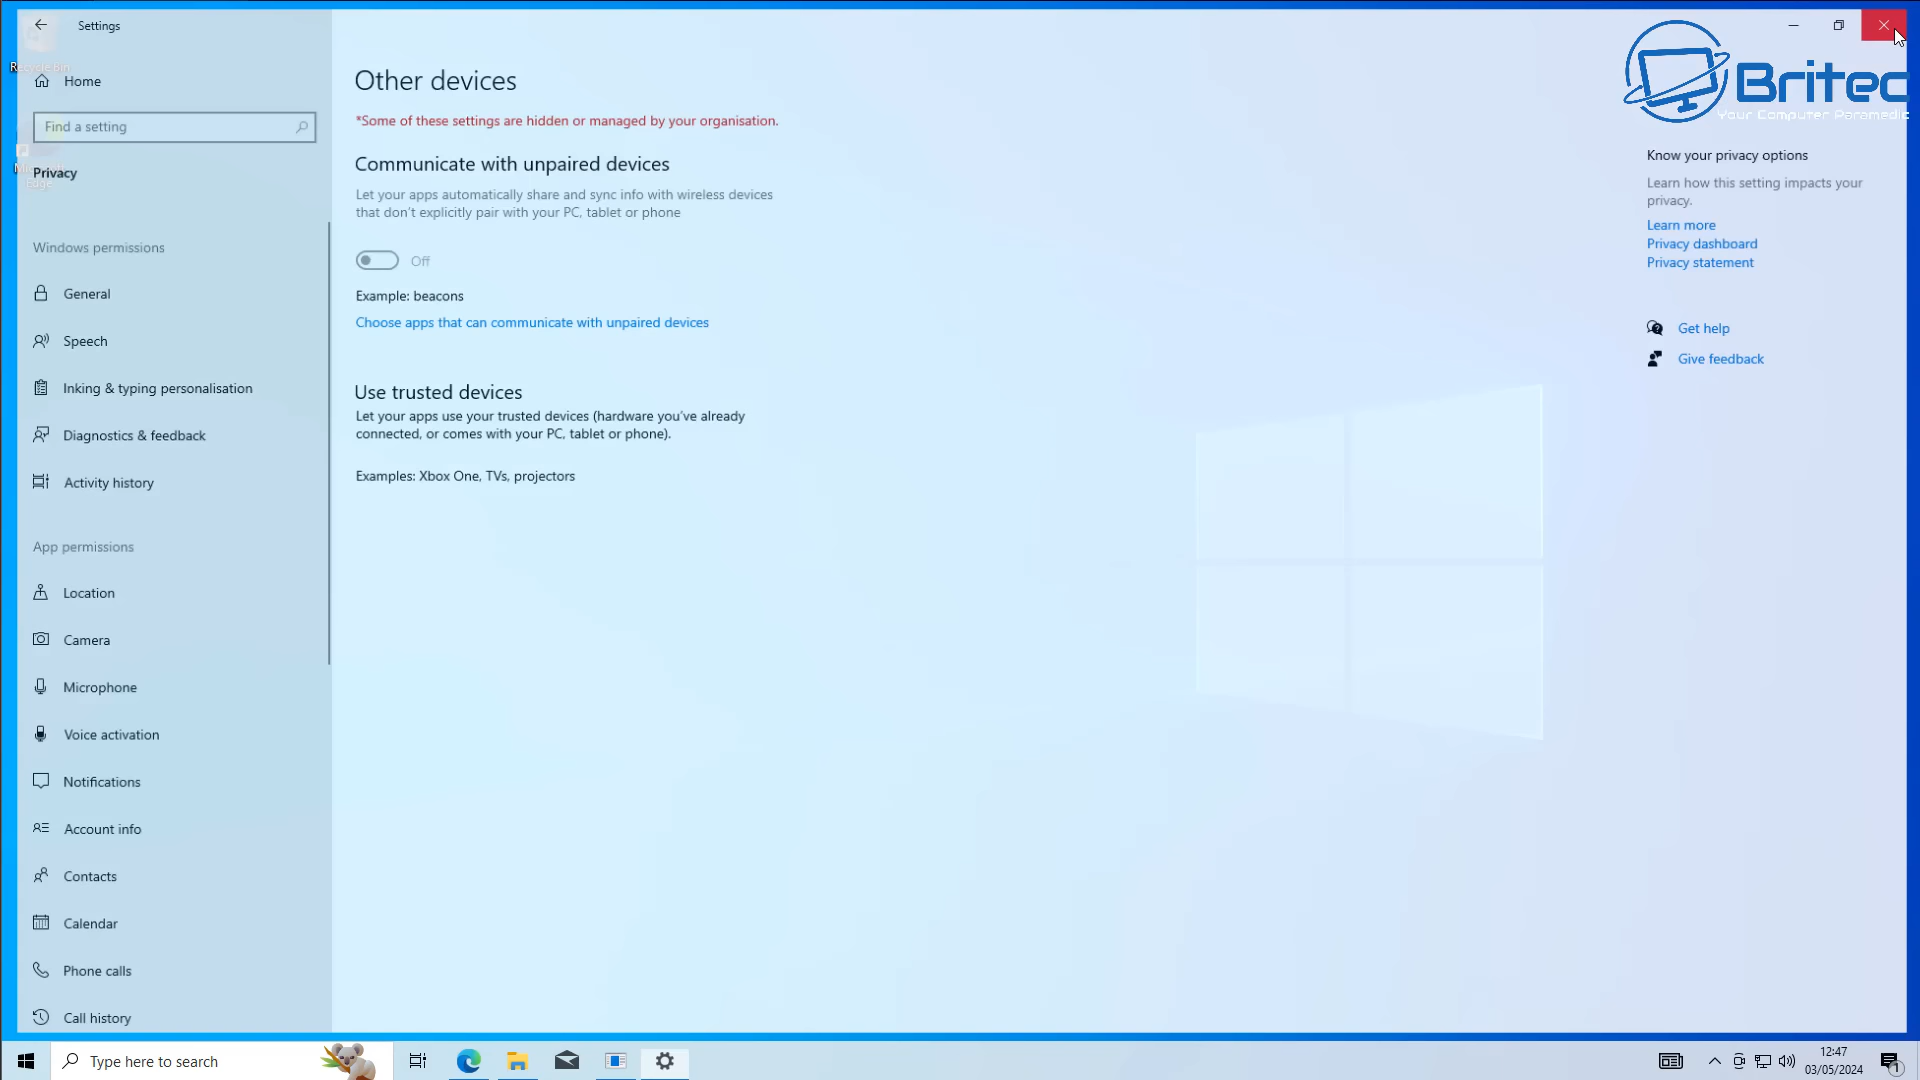 Settings
Home
Find a setting
Privacy
Windows permissions
General
Speech
Inking & typing personalisation
Diagnostics & feedback
Activity history
App permissions
Location
Camera
Microphone
Voice activation
Notifications
Account info
Contacts
Calendar
Phone calls
Call history
Other devices
*Some of these settings are hidden or managed by your organisation.
Communicate with unpaired devices
Let your apps automatically share and sync info with wireless devices
that don't explicitly pair with your PC, tablet or phone
Off
Example: beacons
Choose apps that can communicate with unpaired devices
Use trusted devices
Let your apps use your trusted devices (hardware you've already
connected, or comes with your PC, tablet or phone).
Examples: Xbox One, TVs, projectors
Britec
Your Computer Paramedic
Know your privacy options
Learn how this setting impacts your
privacy.
Learn more
Privacy dashboard
Privacy statement
Get help
Give feedback
Type here to search
12:47
03/05/2024
1